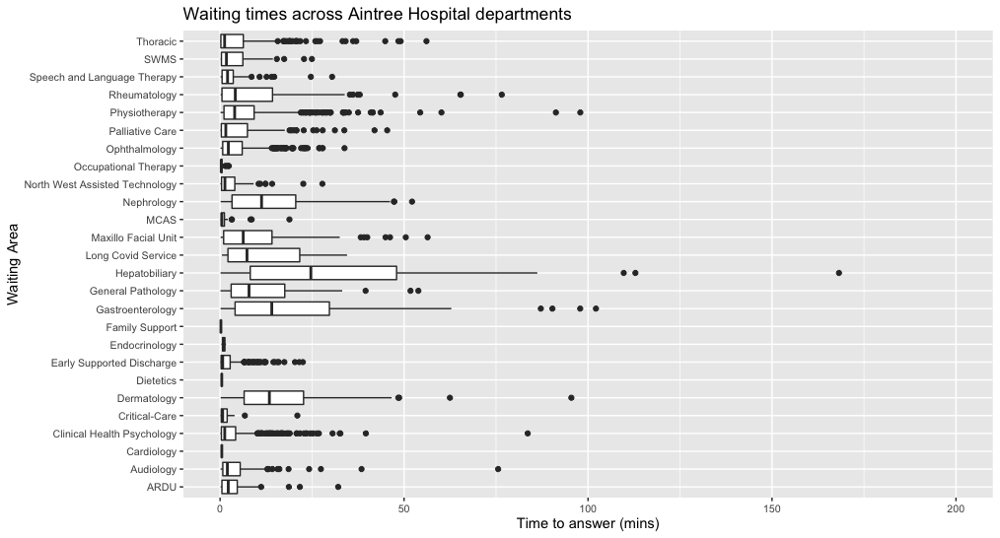 Waiting times across Aintree Hospital departments
Waiting Area
Thoracic
SWMS
Speech and Language Therapy
Rheumatology
Physiotherapy
Palliative Care
Ophthalmology
Occupational Therapy
North West Assisted Technology
Nephrology
MCAS
Maxillo Facial Unit
Long Covid Service
Hepatobiliary
General Pathology
Gastroenterology
Family Support
Endocrinology
Early Supported Discharge
Dietetics
Dermatology
Critical-Care
Clinical Health Psychology
Cardiology
Audiology
ARDU
0 50 100 150 200
Time to answer (mins)